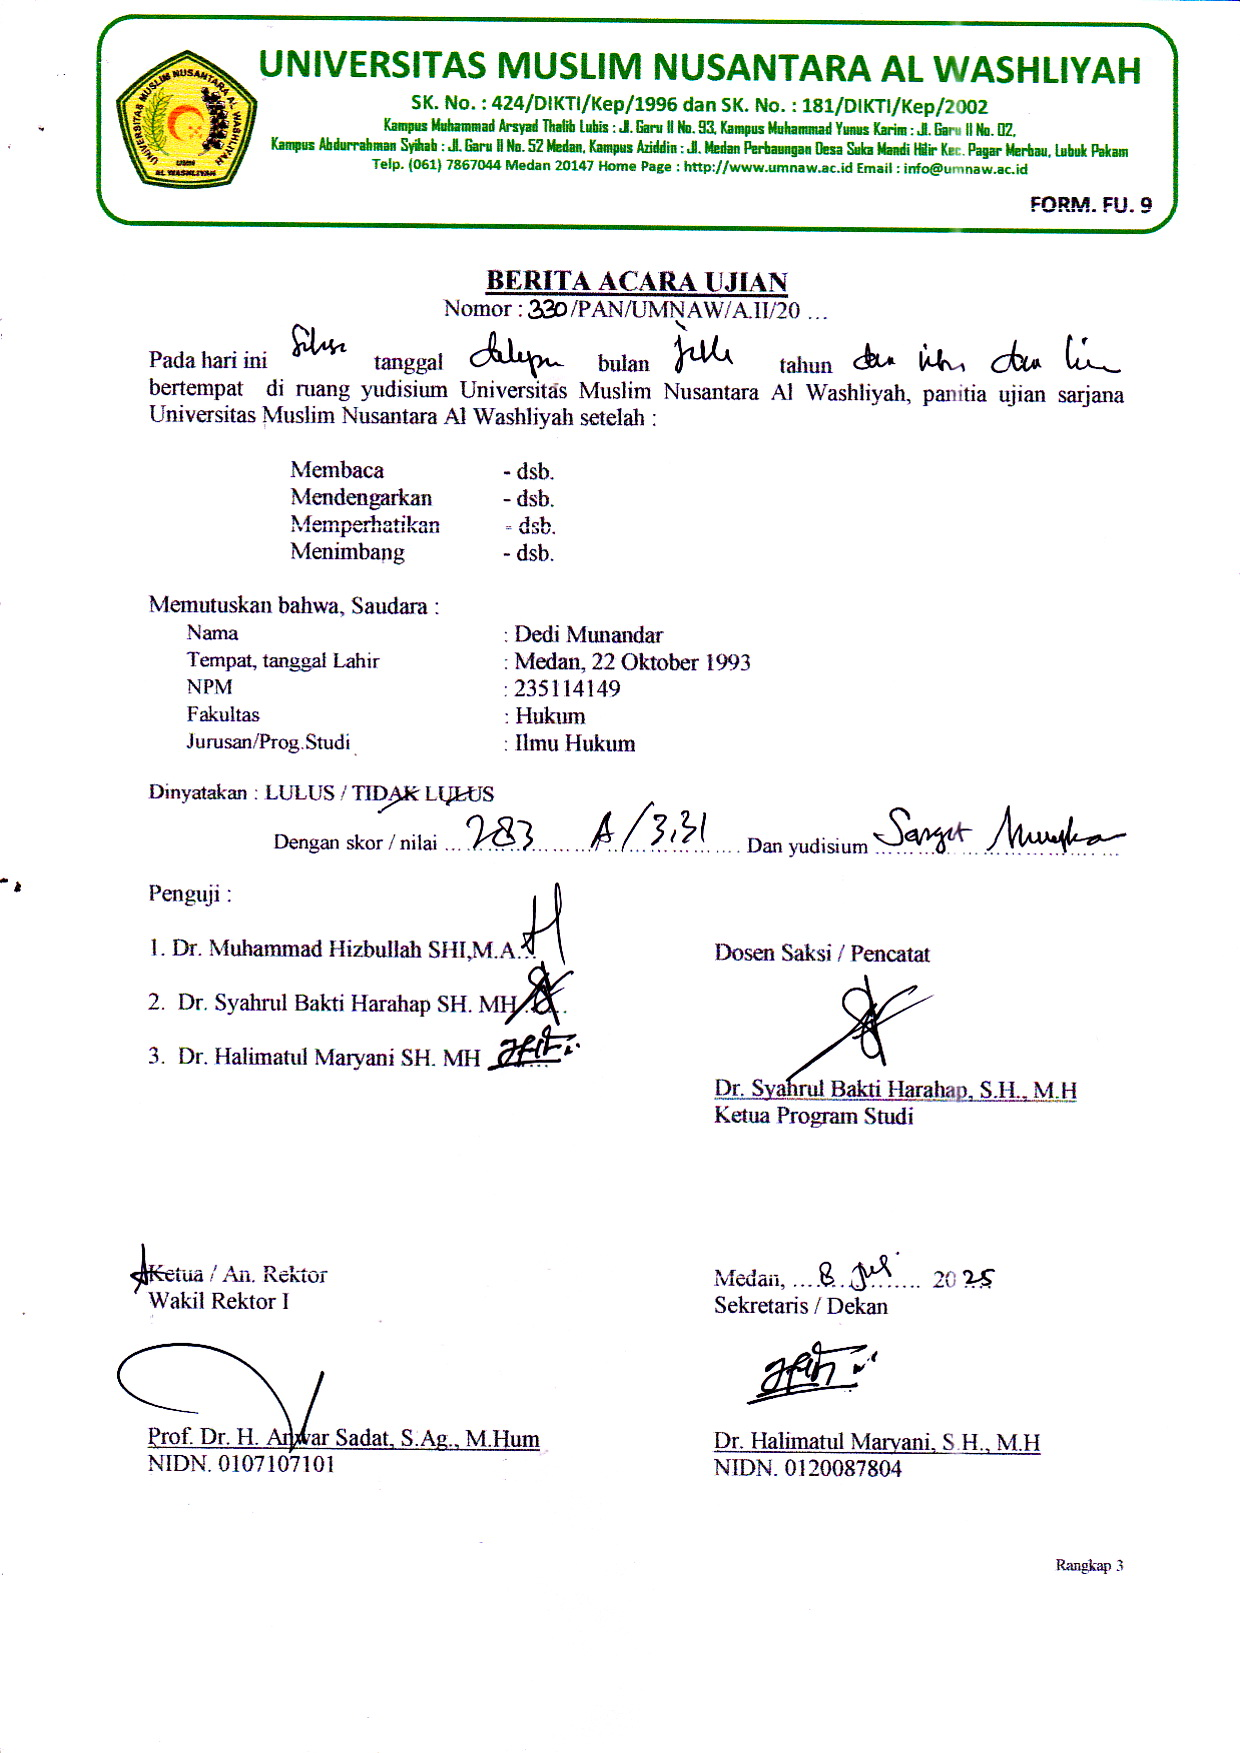 UNIVERSITAS MUSLIM NUSANTARA AL WASHLIYAH
SK. No. : 424/DIKTI/Kep/1996 dan SK. No. : 181/DIKTI/Kep/2002
Kampus Muhammad Arsyad Thalib Lubis : Jl. Garu II No. 93, Kampus Muhammad Yunus Karim : Jl. Garu II No. 02,
Kampus Abdurrahman Syihab : Jl. Garu II No. 52 Medan, Kampus Aziddin : Jl. Medan Perbaungan Desa Suka Mandi Hilir Kec. Pagar Merbau, Lubuk Pakam
Telp. (061) 7867044 Medan 20147 Home Page : http://www.umnaw.ac.id Email : info@umnaw.ac.id
UNIVERSITAS MUSLIM NUSANTARA AL WASHLIYAH
UMN
AL WASHLIYAH
FORM. FU. 9
BERITA ACARA UJIAN
Nomor : 330/PAN/UMNAW/A.II/20 ...
Pada hari ini tanggal delapan bulan tahun
bertempat di ruang yudisium Universitas Muslim Nusantara Al Washliyah, panitia ujian sarjana
Universitas Muslim Nusantara Al Washliyah setelah :
Membaca - dsb.
Mendengarkan - dsb.
Memperhatikan - dsb.
Menimbang - dsb.
Memutuskan bahwa, Saudara :
Nama : Dedi Munandar
Tempat, tanggal Lahir : Medan, 22 Oktober 1993
NPM : 235114149
Fakultas : Hukum
Jurusan/Prog.Studi : Ilmu Hukum
Dinyatakan : LULUS / TIDAK LULUS
Dengan skor / nilai ... 283 A/3,31 ... Dan yudisium Sangat
Penguji :
1. Dr. Muhammad Hizbullah SHI,M.A...
Dosen Saksi / Pencatat
2. Dr. Syahrul Bakti Harahap SH. MH
3. Dr. Halimatul Maryani SH. MH
Dr. Syahrul Bakti Harahap, S.H., M.H
Ketua Program Studi
Ketua / An. Rektor
Wakil Rektor I
Medan, .... 8 Juli ....... 2025
Sekretaris / Dekan
Prof. Dr. H. Anwar Sadat, S.Ag., M.Hum
NIDN. 0107107101
Dr. Halimatul Maryani, S.H., M.H
NIDN. 0120087804
Rangkap 3